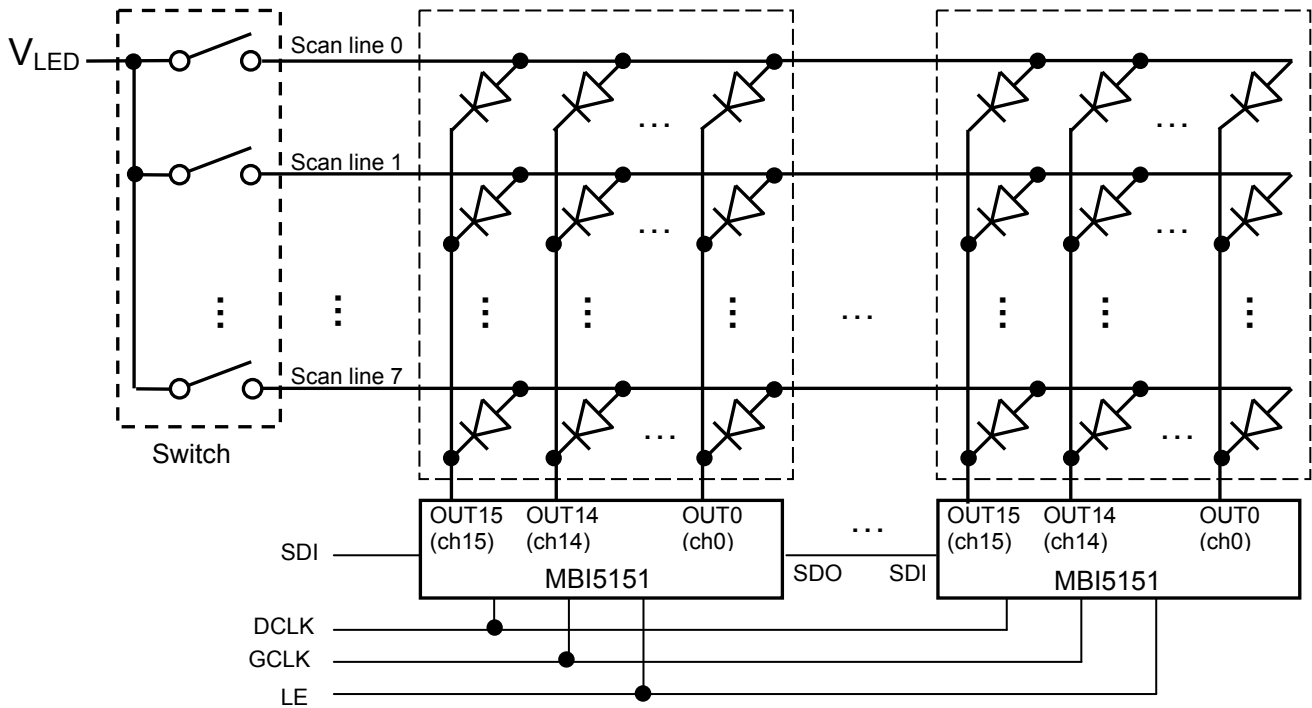 VLED
Scan line 0
...
...
Scan line 1
...
...
...
Scan line 7
...
...
Switch
OUT15 OUT14 OUT0
(ch15) (ch14) (ch0)
MBI5151
...
OUT15 OUT14 OUT0
(ch15) (ch14) (ch0)
MBI5151
SDI
SDO SDI
DCLK
GCLK
LE